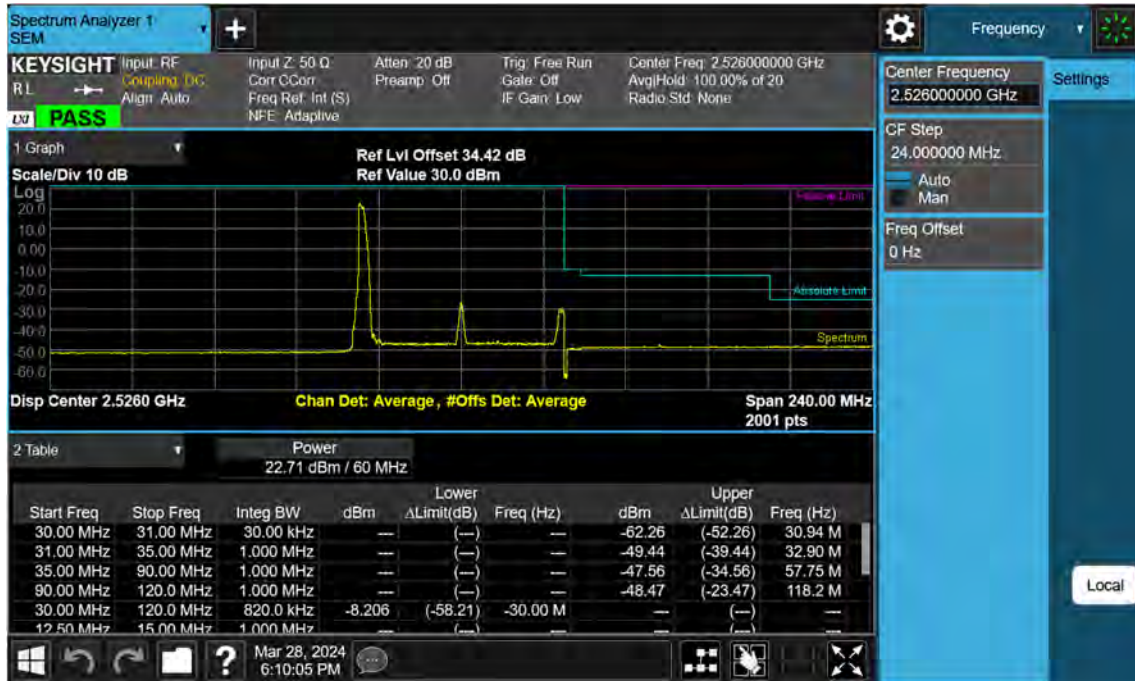 Spectrum Analyzer 1
SEM
+
Frequency
KEYSIGHT
RL
LXI PASS
Input: RF
Coupling: DC
Align: Auto
Input Z: 50 Ω
Corr CCorr
Freq Ref: Int (S)
NFE: Adaptive
Atten: 20 dB
Preamp: Off
Trig: Free Run
Gate: Off
IF Gain: Low
Center Freq: 2.526000000 GHz
Avg|Hold: 100.00% of 20
Radio Std: None
Center Frequency
2.526000000 GHz
Settings
CF Step
24.000000 MHz
Auto
Man
Freq Offset
0 Hz
Local
1 Graph
Scale/Div 10 dB
Ref Lvl Offset 34.42 dB
Ref Value 30.0 dBm
Log
20.0
10.0
0.00
-10.0
-20.0
-30.0
-40.0
-50.0
-60.0
Relative Limit
Absolute Limit
Spectrum
Disp Center 2.5260 GHz
Chan Det: Average, #Offs Det: Average
Span 240.00 MHz
2001 pts
2 Table
Power
22.71 dBm / 60 MHz
Lower Upper
Start Freq Stop Freq Integ BW dBm ΔLimit(dB) Freq (Hz) dBm ΔLimit(dB) Freq (Hz)
30.00 MHz 31.00 MHz 30.00 kHz --- (---) --- -62.26 (-52.26) 30.94 M
31.00 MHz 35.00 MHz 1.000 MHz --- (---) --- -49.44 (-39.44) 32.90 M
35.00 MHz 90.00 MHz 1.000 MHz --- (---) --- -47.56 (-34.56) 57.75 M
90.00 MHz 120.0 MHz 1.000 MHz --- (---) --- -48.47 (-23.47) 118.2 M
30.00 MHz 120.0 MHz 820.0 kHz -8.206 (-58.21) -30.00 M --- (---) ---
12.50 MHz 15.00 MHz 1.000 MHz --- (---) --- --- (---) ---
?
Mar 28, 2024
6:10:05 PM